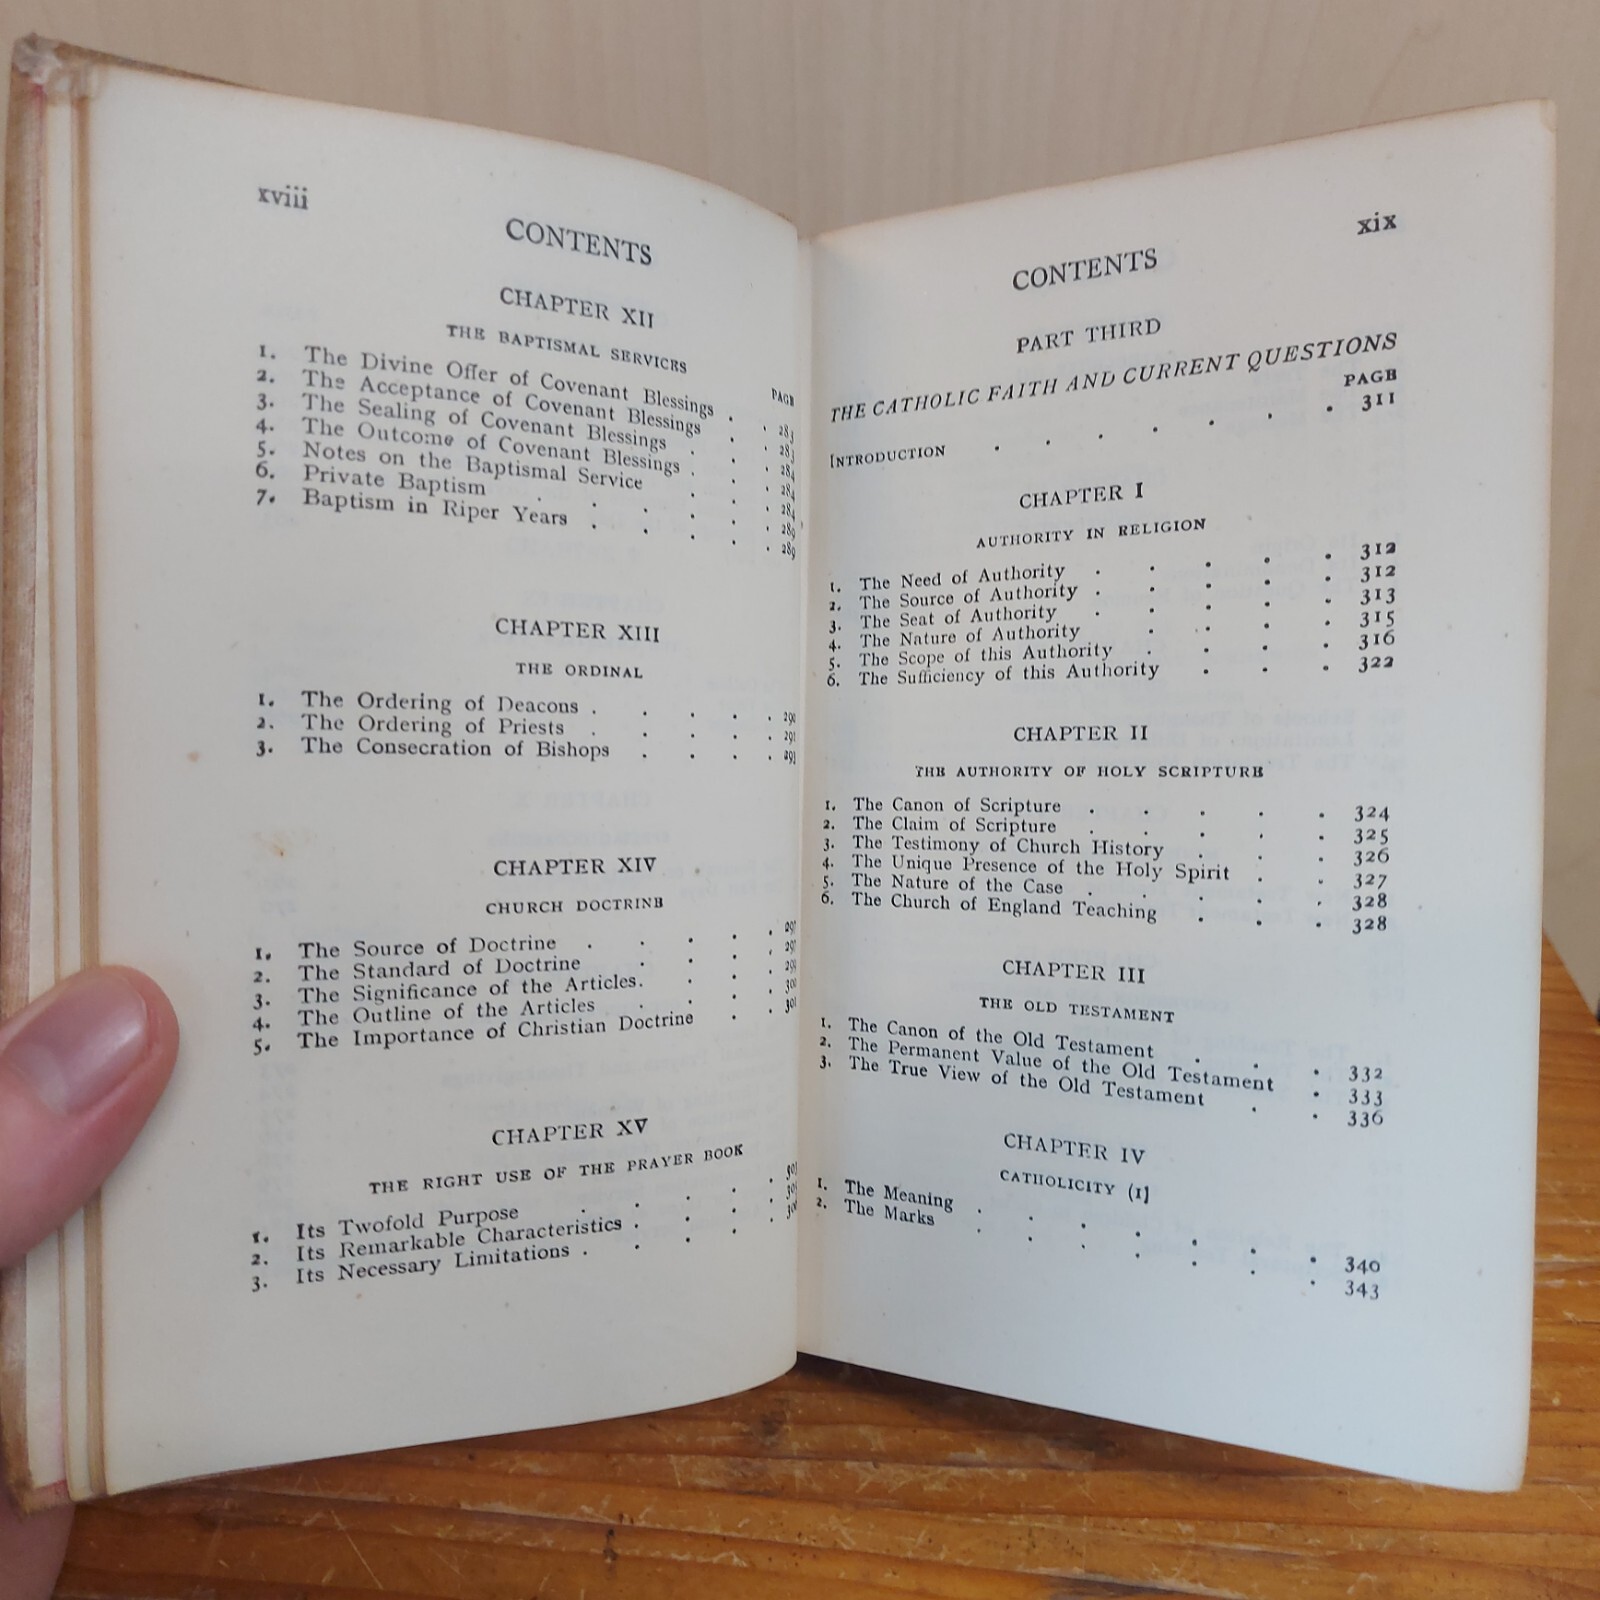 xviii
CONTENTS
CHAPTER XII
THE BAPTISMAL SERVICES
PAGE
1. The Divine Offer of Covenant Blessings . . 283
2. The Acceptance of Covenant Blessings . . 283
3. The Sealing of Covenant Blessings . . . 284
4. The Outcome of Covenant Blessings . . . 284
5. Notes on the Baptismal Service . . . 284
6. Private Baptism . . . . . 289
7. Baptism in Riper Years . . . . 289
CHAPTER XIII
THE ORDINAL
1. The Ordering of Deacons . . . . . 290
2. The Ordering of Priests . . . . . 291
3. The Consecration of Bishops . . . . 293
CHAPTER XIV
CHURCH DOCTRINE
1. The Source of Doctrine . . . . .
2. The Standard of Doctrine . . . .
3. The Significance of the Articles. . . .
4. The Outline of the Articles . . . . 300
5. The Importance of Christian Doctrine . . 301
CHAPTER XV
THE RIGHT USE OF THE PRAYER BOOK
1. Its Twofold Purpose . . . . .
2. Its Remarkable Characteristics . . . .
3. Its Necessary Limitations . . . . .
xix
CONTENTS
PART THIRD
THE CATHOLIC FAITH AND CURRENT QUESTIONS
PAGE
INTRODUCTION . . . . . . . 311
CHAPTER I
AUTHORITY IN RELIGION
1. The Need of Authority . . . . . 312
2. The Source of Authority . . . . . 312
3. The Seat of Authority . . . . . 313
4. The Nature of Authority . . . . 315
5. The Scope of this Authority . . . . 316
6. The Sufficiency of this Authority . . . 322
CHAPTER II
THE AUTHORITY OF HOLY SCRIPTURE
1. The Canon of Scripture . . . . . 324
2. The Claim of Scripture . . . . . 325
3. The Testimony of Church History . . . 326
4. The Unique Presence of the Holy Spirit . . 327
5. The Nature of the Case . . . . . 328
6. The Church of England Teaching . . . 328
CHAPTER III
THE OLD TESTAMENT
1. The Canon of the Old Testament . . . 332
2. The Permanent Value of the Old Testament . 333
3. The True View of the Old Testament . . 336
CHAPTER IV
CATHOLICITY (1)
1. The Meaning . . . . . . . 340
2. The Marks . . . . . . . 343